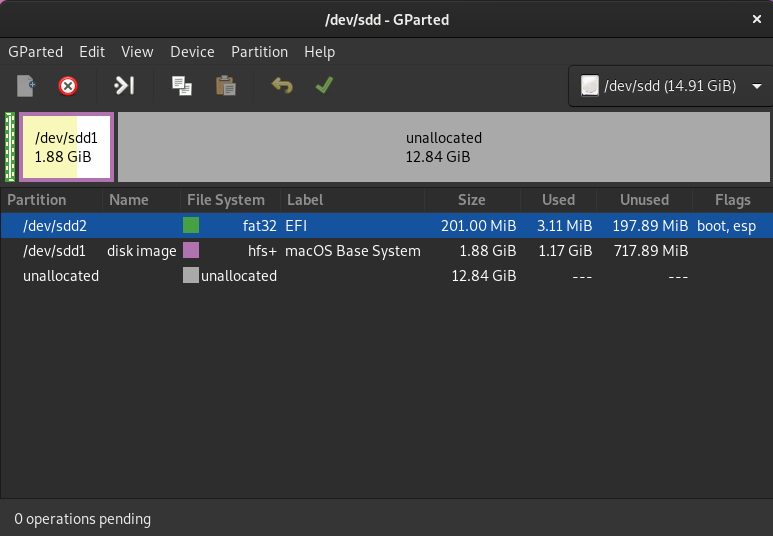 /dev/sdd - GParted
GParted Edit View Device Partition Help
/dev/sdd (14.91 GiB)
/dev/sdd1
1.88 GiB
unallocated
12.84 GiB
Partition Name File System Label Size Used Unused Flags
/dev/sdd2 fat32 EFI 201.00 MiB 3.11 MiB 197.89 MiB boot, esp
/dev/sdd1 disk image hfs+ macOS Base System 1.88 GiB 1.17 GiB 717.89 MiB
unallocated unallocated 12.84 GiB --- ---
0 operations pending